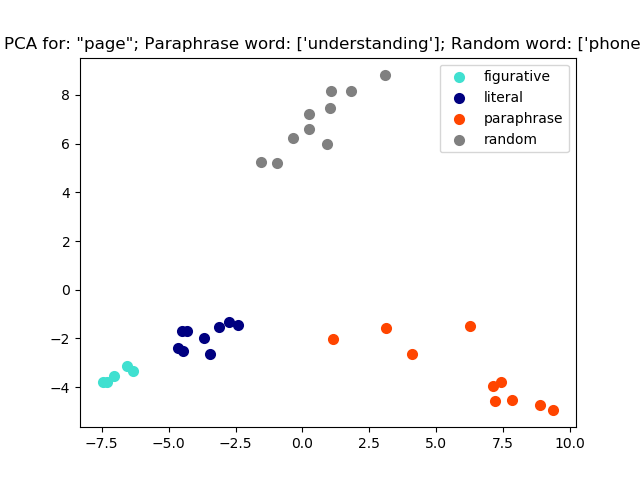 PCA for: "page"; Paraphrase word: ['understanding']; Random word: ['phone
figurative
literal
paraphrase
random
8
6
4
2
0
−2
−4
−7.5 −5.0 −2.5 0.0 2.5 5.0 7.5 10.0